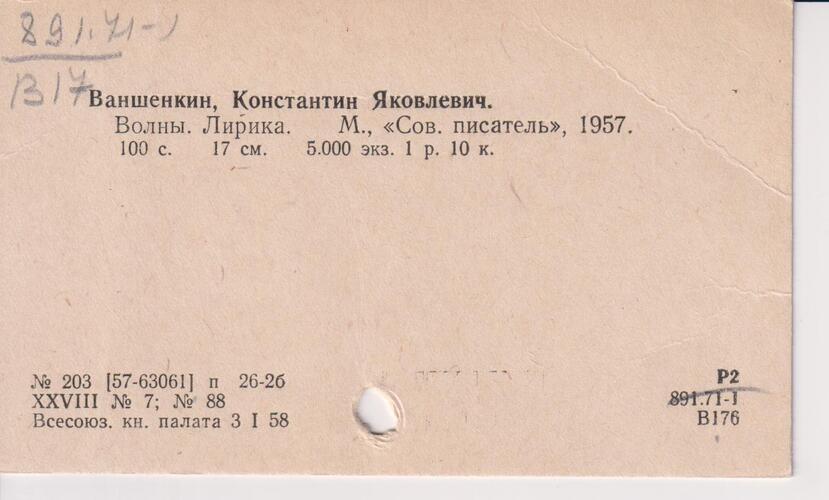 891.71-1
В17
Ваншенкин, Константин Яковлевич.
Волны. Лирика. М., «Сов. писатель», 1957.
100 с. 17 см. 5.000 экз. 1 р. 10 к.
№ 203 [57-63061] п 26-2б
XXVIII № 7; № 88
Всесоюз. кн. палата 3 I 58
Р2
891.71-1
В176